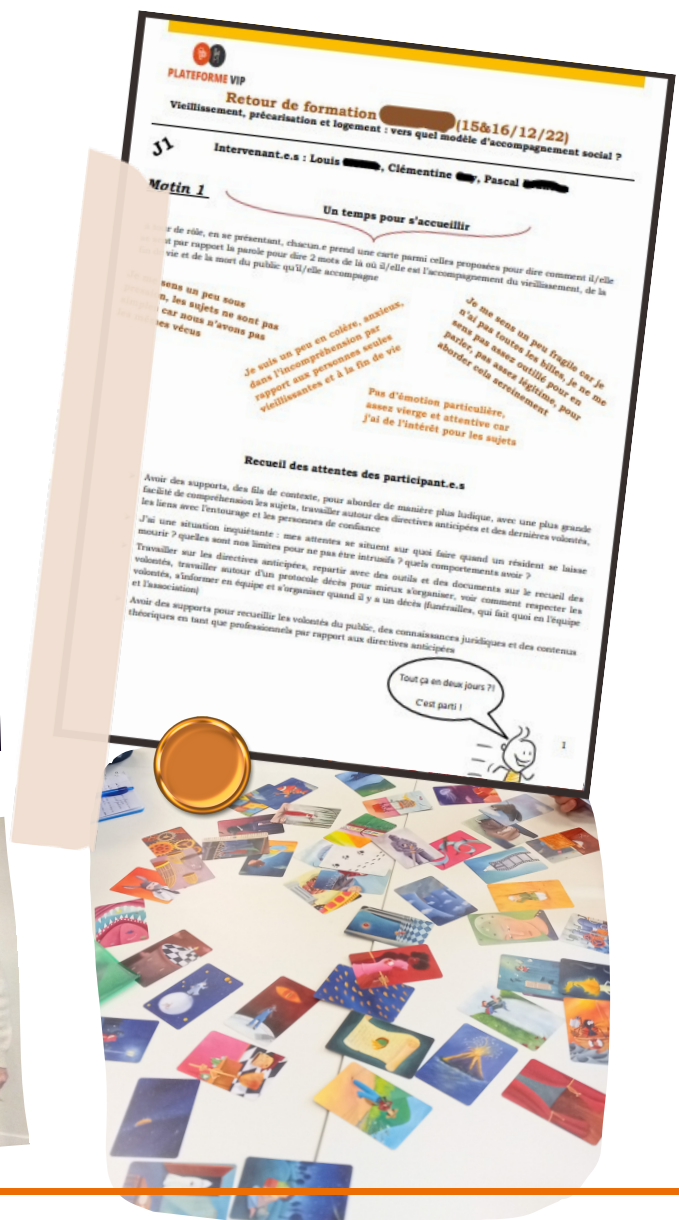 PLATEFORME VIP
Retour de formation (15&16/12/22)
Vieillissement, précarisation et logement : vers quel modèle d'accompagnement social ?
J1
Intervenant.e.s : Louis , Clémentine , Pascal
Matin 1
Un temps pour s'accueillir
de rôle, en se présentant, chacun.e prend une carte parmi celles proposées pour dire comment il/elle
par rapport la parole pour dire 2 mots de là où il/elle est l'accompagnement du vieillissement, de la
vie et de la mort du public qu'il/elle accompagne
sens un peu sous
, les sujets ne sont pas
car nous n'avons pas
vécus
Je suis un peu en colère, anxieux,
dans l'incompréhension par
rapport aux personnes seules
vieillissantes et à la fin de vie
Je me sens un peu fragile car je
n'ai pas toutes les billes, je ne me
sens pas assez outillé pour en
parler, pas assez légitime, pour
aborder cela sereinement
Pas d'émotion particulière,
assez vierge et attentive car
j'ai de l'intérêt pour les sujets
Recueil des attentes des participant.e.s
Avoir des supports, des fils de contexte, pour aborder de manière plus ludique, avec une plus grande
facilité de compréhension les sujets, travailler autour des directives anticipées et des dernières volontés,
les liens avec l'entourage et les personnes de confiance
J'ai une situation inquiétante : mes attentes se situent sur quoi faire quand un résident se laisse
mourir ? quelles sont nos limites pour ne pas être intrusifs ? quels comportements avoir ?
Travailler sur les directives anticipées, repartir avec des outils et des documents sur le recueil des
volontés, travailler autour d'un protocole décès pour mieux s'organiser, voir comment respecter les
volontés, s'informer en équipe et s'organiser quand il y a un décès (funérailles, qui fait quoi en l'équipe
et l'association)
Avoir des supports pour recueillir les volontés du public, des connaissances juridiques et des contenus
théoriques en tant que professionnels par rapport aux directives anticipées
Tout ça en deux jours ?!
C'est parti !
1